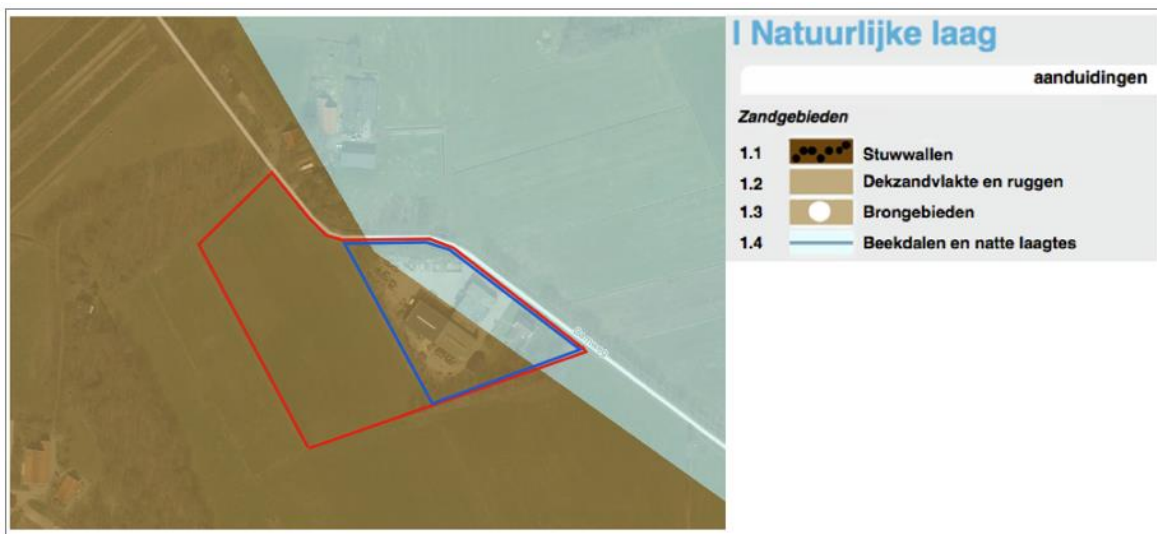 I Natuurlijke laag
aanduidingen
Zandgebieden
1.1 Stuwwallen
1.2 Dekzandvlakte en ruggen
1.3 Brongebieden
1.4 Beekdalen en natte laagtes